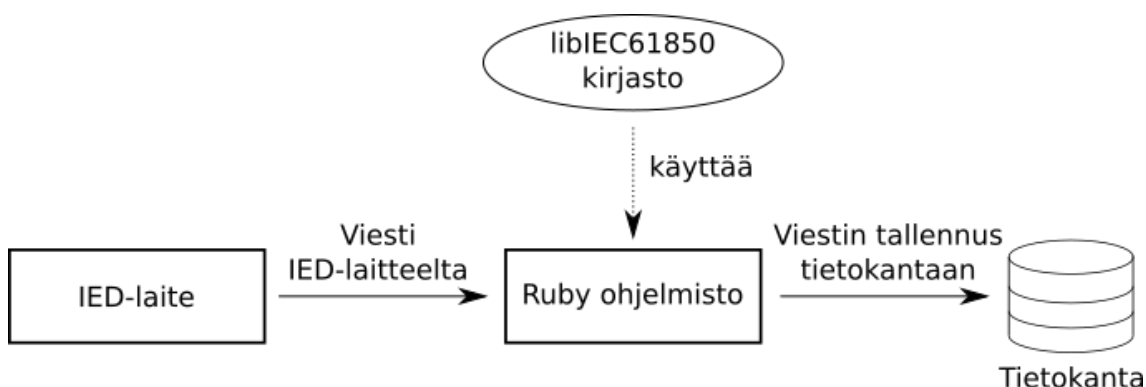 libIEC61850
kirjasto
käyttää
Viesti
IED-laitteelta
Viestin tallennus
tietokantaan
IED-laite
Ruby ohjelmisto
Tietokanta